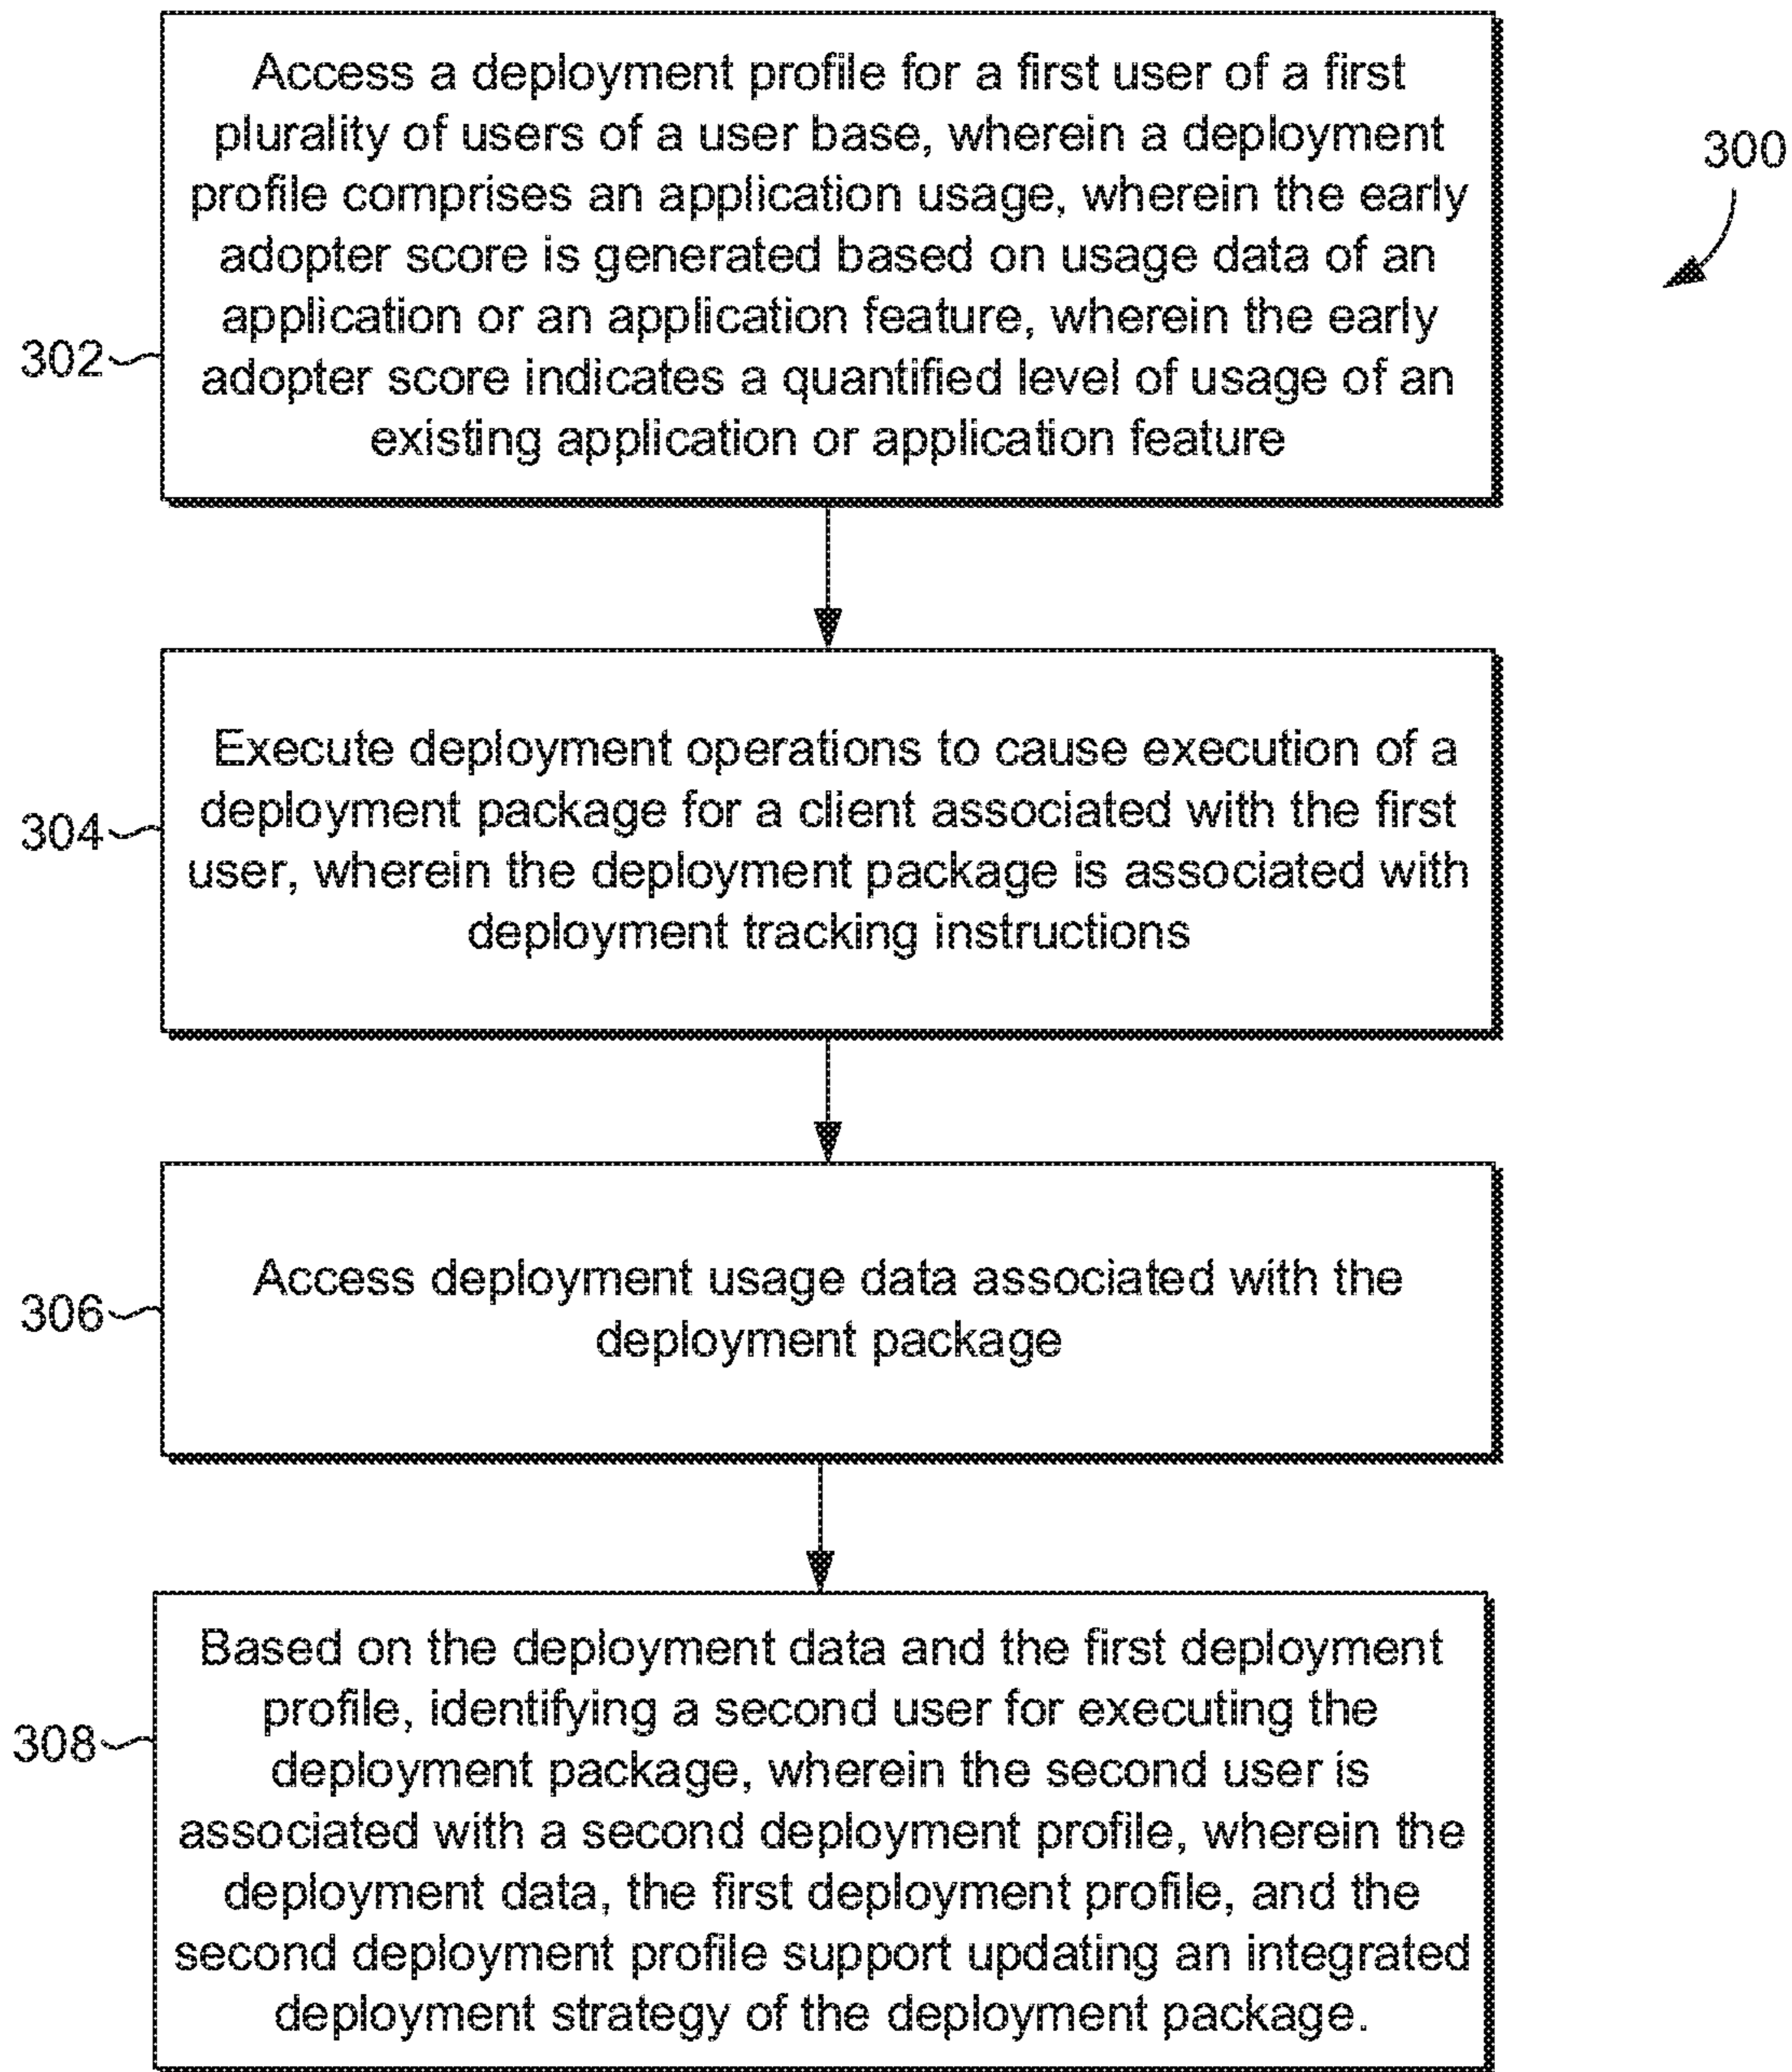 Access a deployment profile for a first user of a first
plurality of users of a user base, wherein a deployment
profile comprises an application usage, wherein the early
adopter score is generated based on usage data of an
application or an application feature, wherein the early
adopter score indicates a quantified level of usage of an
existing application or application feature
300
302
Execute deployment operations to cause execution of a
deployment package for a client associated with the first
user, wherein the deployment package is associated with
deployment tracking instructions
304
Access deployment usage data associated with the
deployment package
306
Based on the deployment data and the first deployment
profile, identifying a second user for executing the
deployment package, wherein the second user is
associated with a second deployment profile, wherein the
deployment data, the first deployment profile, and the
second deployment profile support updating an integrated
deployment strategy of the deployment package.
308